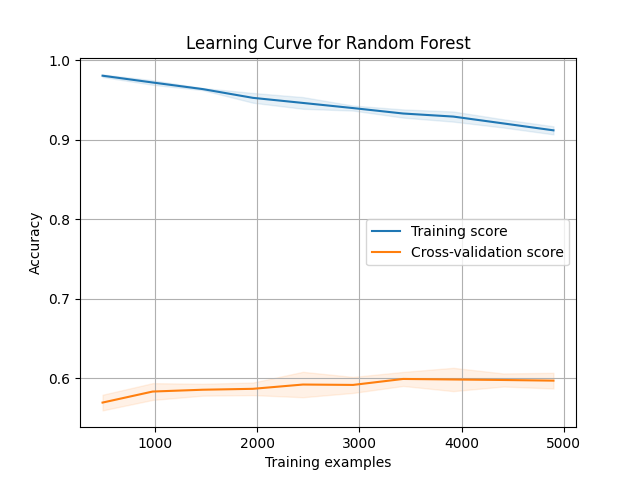 Learning Curve for Random Forest
Accuracy
1.0
0.9
0.8
0.7
0.6
Training score
Cross-validation score
1000
2000
3000
4000
5000
Training examples